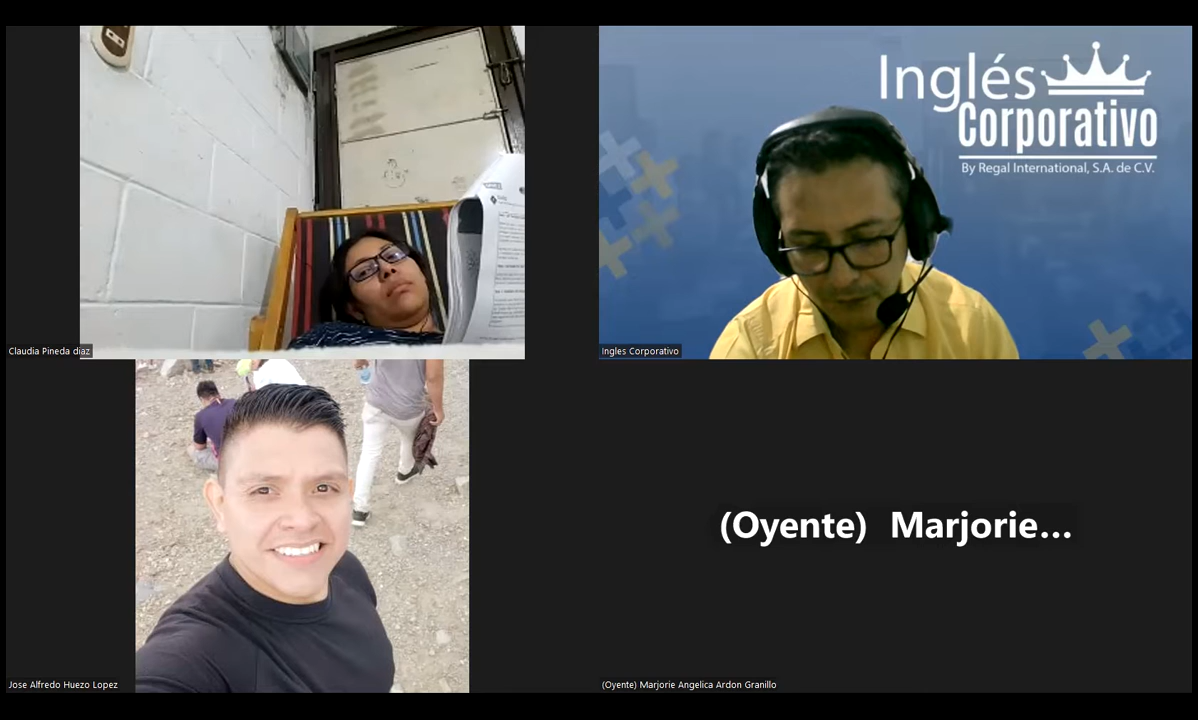 Inglés
Corporativo
By Regal International, S.A. de C.V.
Claudia Pineda diaz
Ingles Corporativo
(Oyente) Marjorie...
Jose Alfredo Huezo Lopez
(Oyente) Marjorie Angelica Ardon Granillo